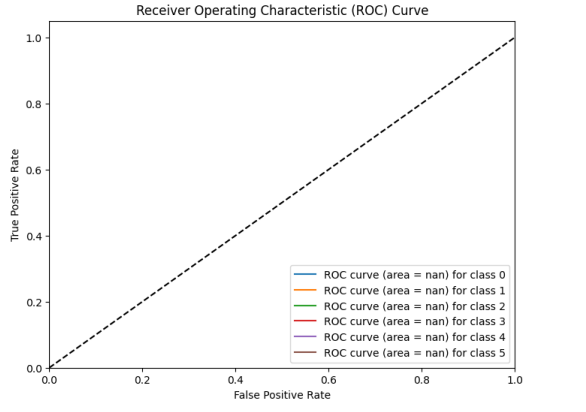 Receiver Operating Characteristic (ROC) Curve
True Positive Rate
1.0
0.8
0.6
0.4
0.2
0.0
ROC curve (area = nan) for class 0
ROC curve (area = nan) for class 1
ROC curve (area = nan) for class 2
ROC curve (area = nan) for class 3
ROC curve (area = nan) for class 4
ROC curve (area = nan) for class 5
0.0 0.2 0.4 0.6 0.8 1.0
False Positive Rate